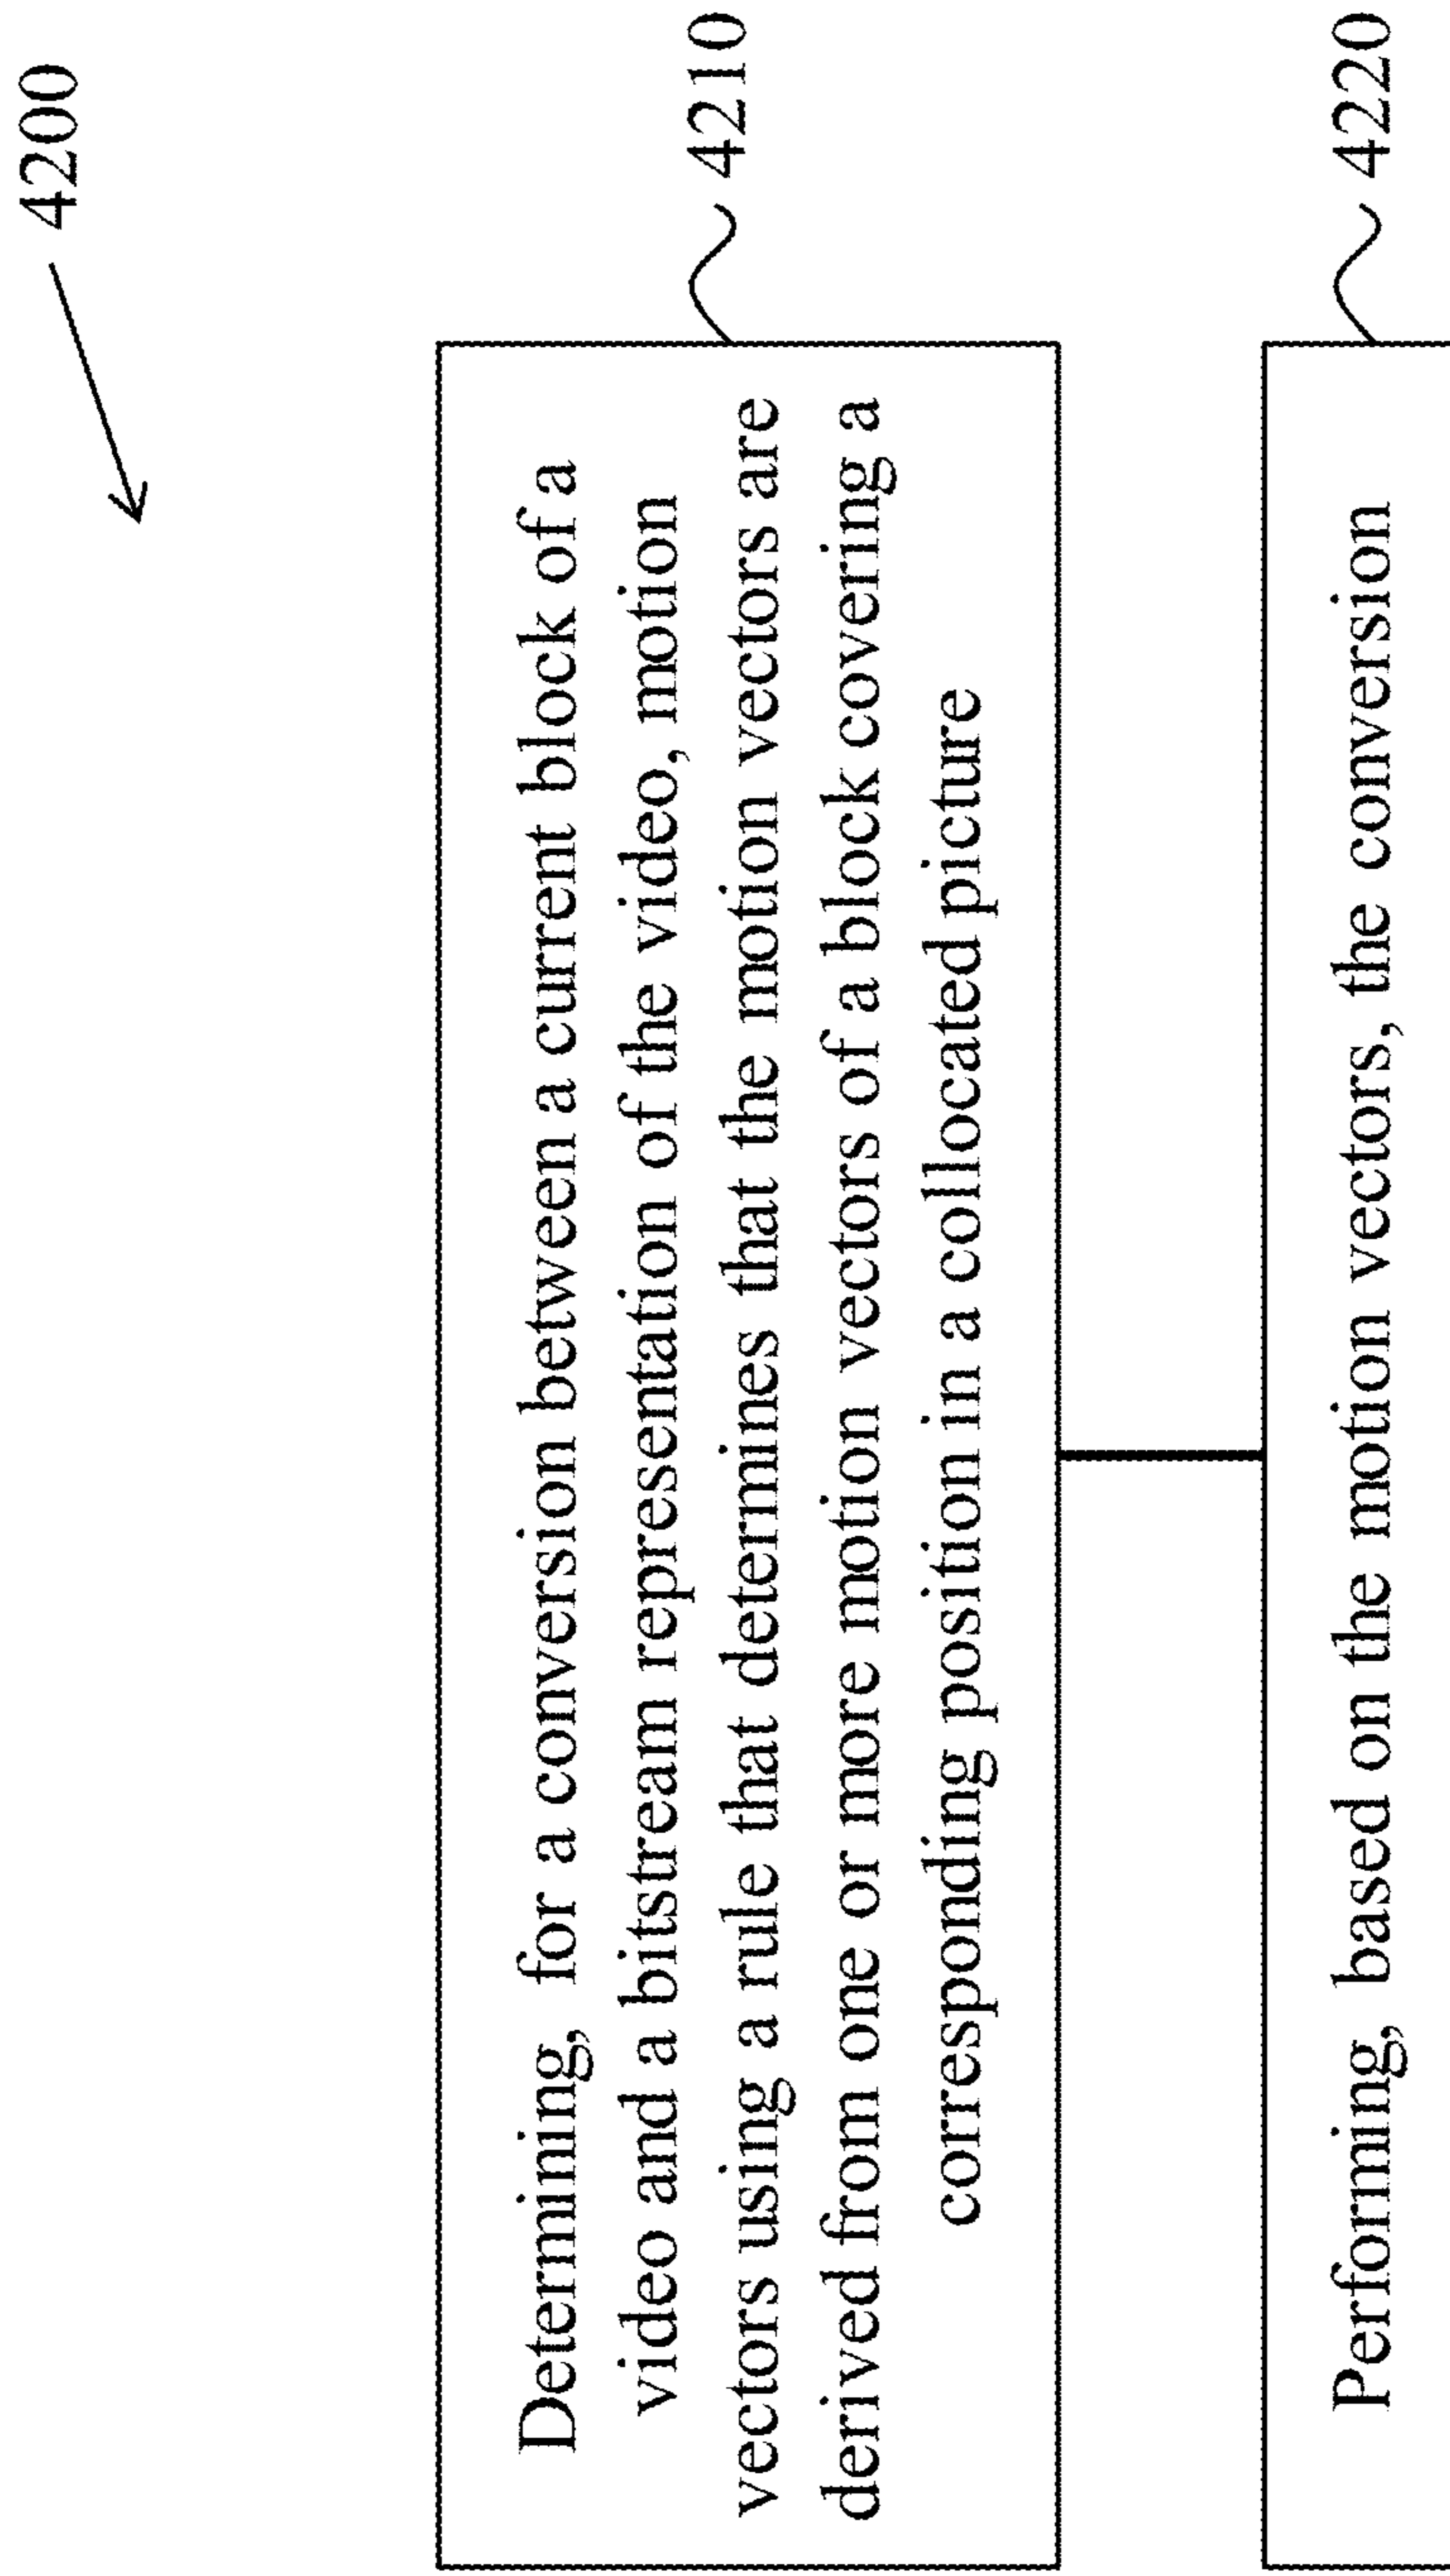 4200
Determining, for a conversion between a current block of a
video and a bitstream representation of the video, motion
vectors using a rule that determines that the motion vectors are
derived from one or more motion vectors of a block covering a
corresponding position in a collocated picture
4210
Performing, based on the motion vectors, the conversion
4220